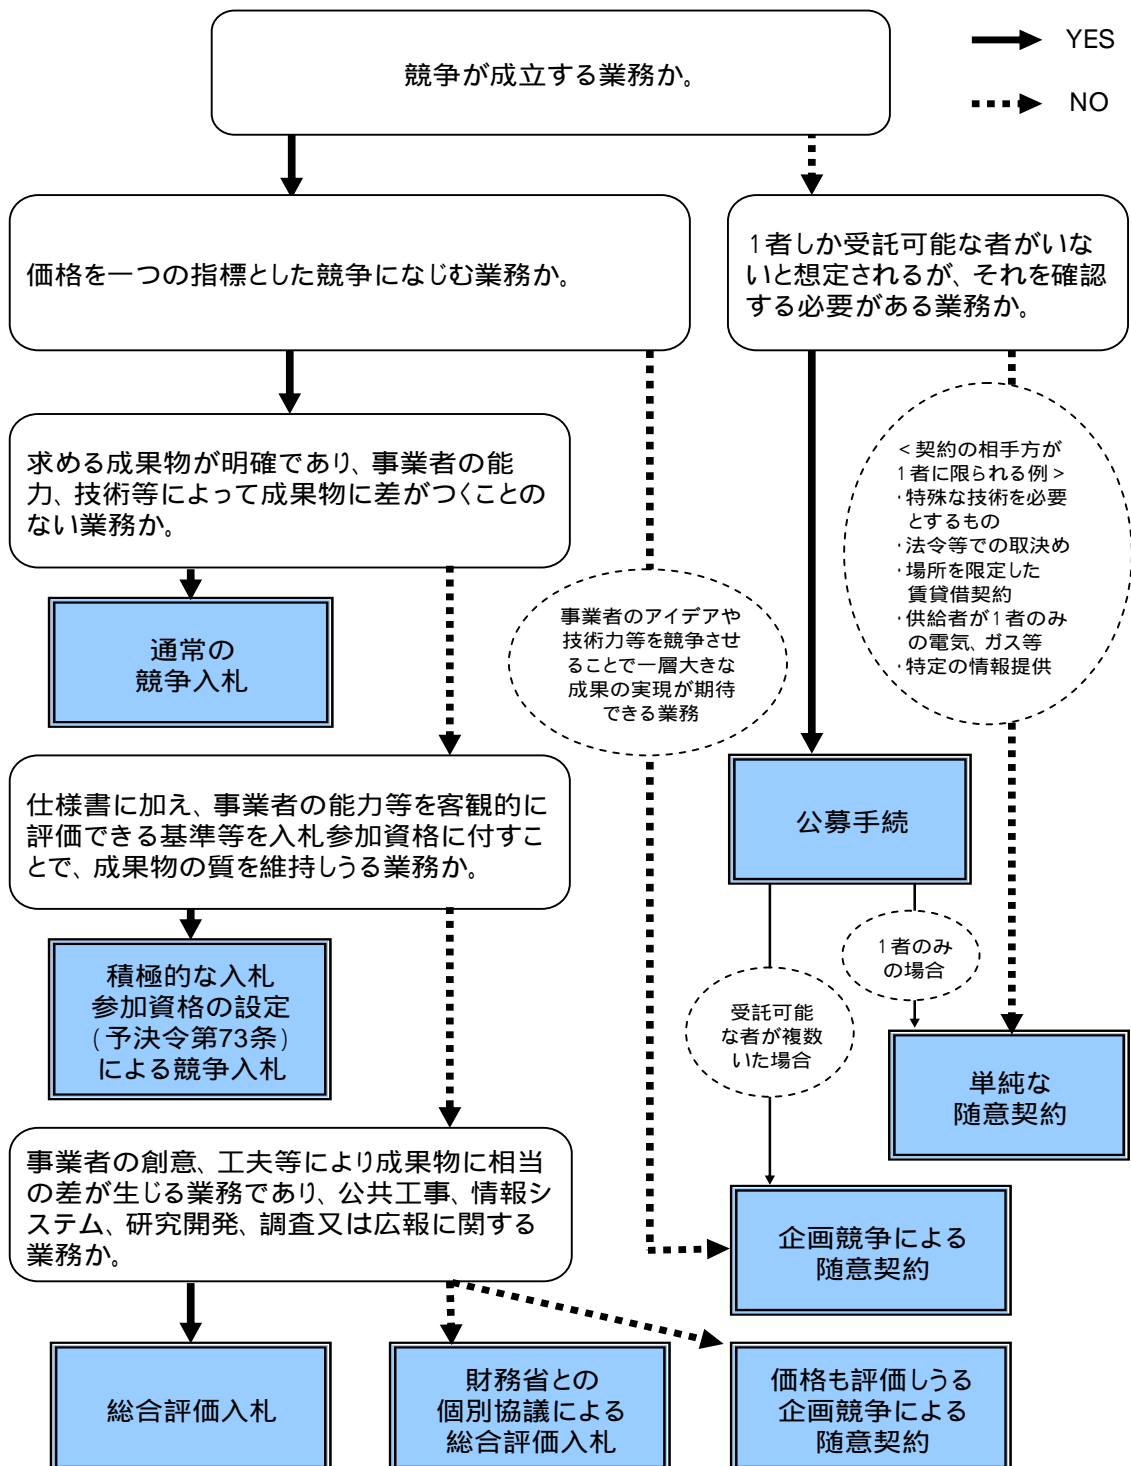 YES
NO
競争が成立する業務か。
価格を一つの指標とした競争になじむ業務か。
1者しか受託可能な者がいな
いと想定されるが、それを確認
する必要がある業務か。
求める成果物が明確であり、事業者の能
力、技術等によって成果物に差がつくことの
ない業務か。
<契約の相手方が
1者に限られる例>
・特殊な技術を必要
とするもの
・法令等での取決め
・場所を限定した
賃貸借契約
・供給者が1者のみ
の電気、ガス等
・特定の情報提供
通常の
競争入札
事業者のアイデアや
技術力等を競争させ
ることで一層大きな
成果の実現が期待
できる業務
仕様書に加え、事業者の能力等を客観的に
評価できる基準等を入札参加資格に付すこ
とで、成果物の質を維持しうる業務か。
公募手続
積極的な入札
参加資格の設定
(予決令第73条)
による競争入札
1者のみ
の場合
受託可能
な者が複数
いた場合
単純な
随意契約
事業者の創意、工夫等により成果物に相当
の差が生じる業務であり、公共工事、情報シ
ステム、研究開発、調査又は広報に関する
業務か。
企画競争による
随意契約
総合評価入札
財務省との
個別協議による
総合評価入札
価格も評価しうる
企画競争による
随意契約